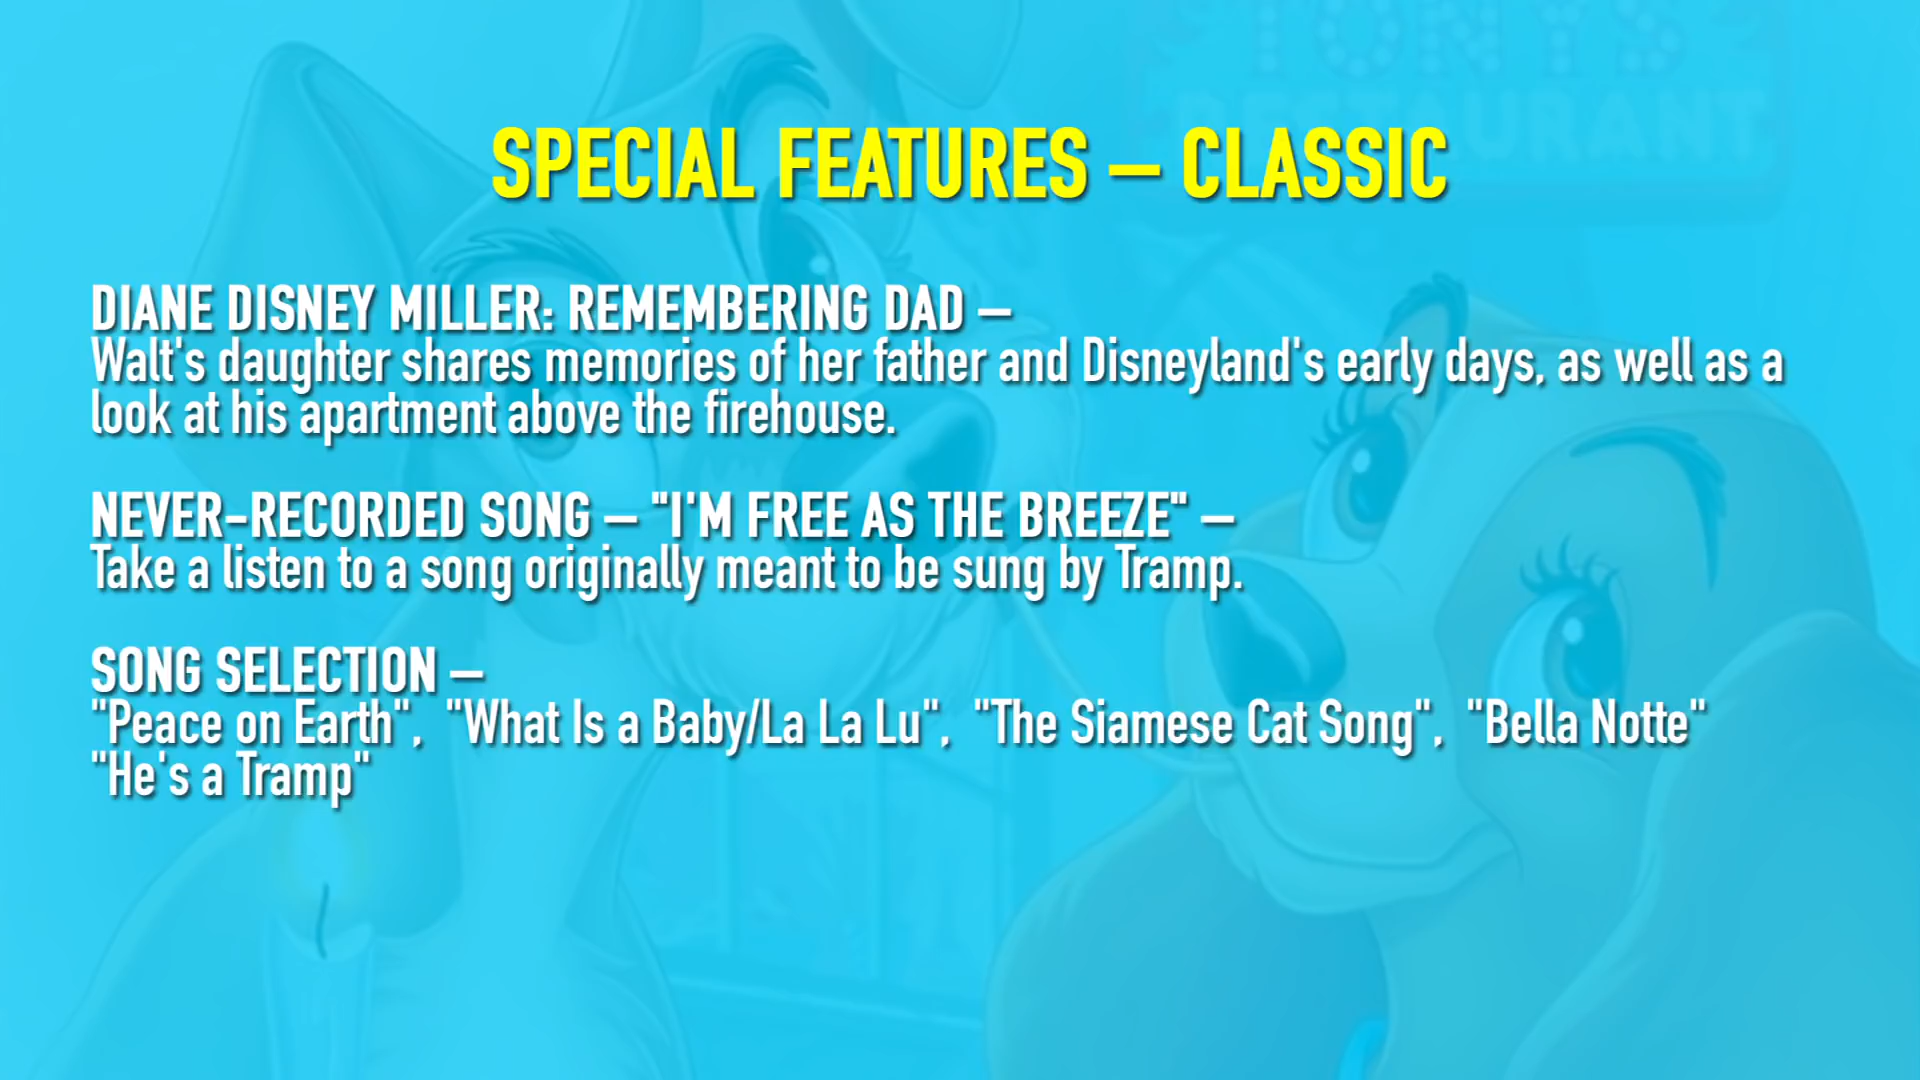 TONY'S
RESTAURANT
SPECIAL FEATURES – CLASSIC
DIANE DISNEY MILLER: REMEMBERING DAD –
Walt's daughter shares memories of her father and Disneyland's early days, as well as a
look at his apartment above the firehouse.
NEVER-RECORDED SONG – "I'M FREE AS THE BREEZE" –
Take a listen to a song originally meant to be sung by Tramp.
SONG SELECTION –
"Peace on Earth", "What Is a Baby/La La Lu", "The Siamese Cat Song", "Bella Notte"
"He's a Tramp"